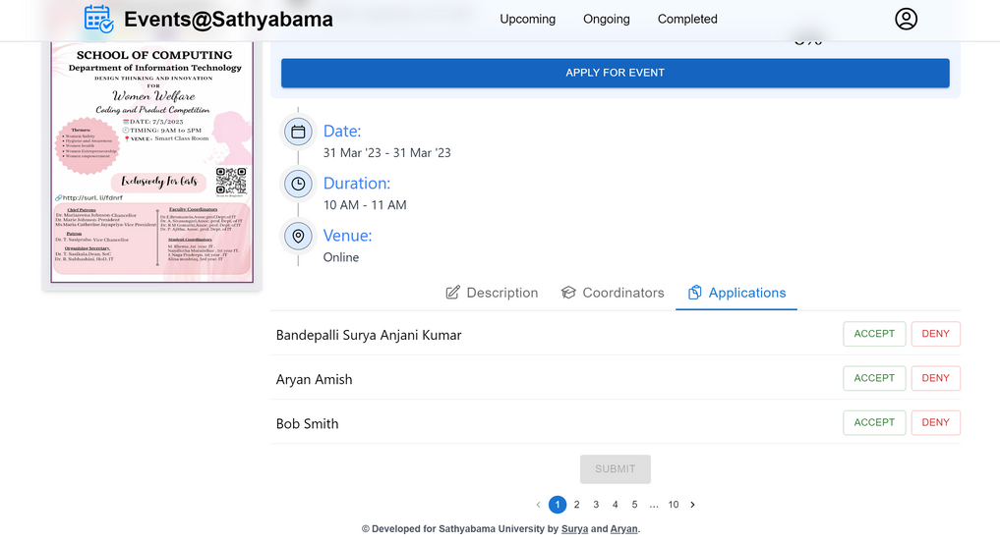 Events@Sathyabama
Upcoming
Ongoing
Completed
SCHOOL OF COMPUTING
Department of Information Technology
DESIGN THINKING AND INNOVATION
FOR
Women Welfare
Coding and Product Competition
DATE: 7/3/2023
TIMING: 9AM to 5PM
VENUE: Smart Class Room
Themes:
Women Safety
Hygiene and Awareness
Women health
Women Entrepreneurship
Women empowerment
Exclusively For Girls
http://surl. li/fdnrf
Chief Patrons
Dr. Mariazeena Johnson-Chancellor
Dr. Marie Johnson-President
Ms.Maria Catherine Jayapriya-Vice President
Patron
Dr. T. Sasipraba-Vice Chancellor
Organising Secretary
Dr. T. Sasikala,Dean, SoC
Dr. R. Subhashini, HoD, IT
Faculty Coordinators
Student Coordinators
APPLY FOR EVENT
Date:
31 Mar '23 - 31 Mar '23
Duration:
10 AM - 11 AM
Venue:
Online
Description
Coordinators
Applications
Bandepalli Surya Anjani Kumar
ACCEPT
DENY
Aryan Amish
ACCEPT
DENY
Bob Smith
ACCEPT
DENY
SUBMIT
‹ 1 2 3 4 5 ... 10 ›
© Developed for Sathyabama University by Surya and Aryan.